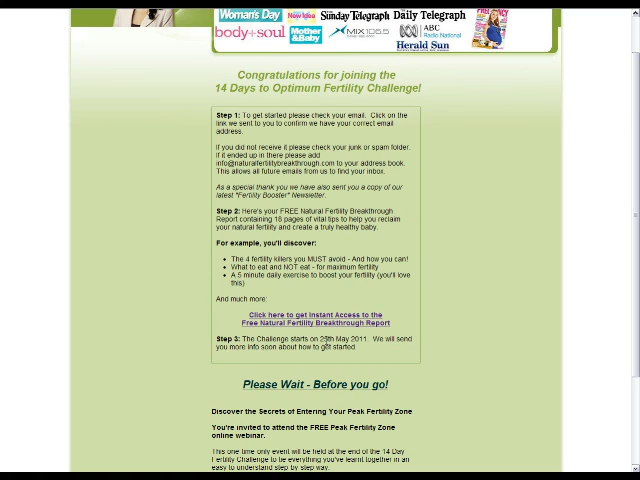 Woman's Day
New Idea
Sunday Telegraph
Daily Telegraph
body+soul
Mother &Baby
MIX 106.5
ABC
Radio National
Herald Sun
Congratulations for joining the
14 Days to Optimum Fertility Challenge!
Step 1: To get started please check your email. Click on the
link we sent to you to confirm we have your correct email
address.
If you did not receive it please check your junk or spam folder.
If it ended up in there please add
info@naturalfertilitybreakthrough.com to your address book.
This allows all future emails from us to find your inbox.
As a special thank you we have also sent you a copy of our
latest "Fertility Booster" Newsletter.
Step 2: Here's your FREE Natural Fertility Breakthrough
Report containing 18 pages of vital tips to help you reclaim
your natural fertility and create a truly healthy baby.
For example, you'll discover:
• The 4 fertility killers you MUST avoid - And how you can!
• What to eat and NOT eat - for maximum fertility
• A 5 minute daily exercise to boost your fertility (you'll love
this)
And much more:
Click here to get Instant Access to the
Free Natural Fertility Breakthrough Report
Step 3: The Challenge starts on 25th May 2011. We will send
you more info soon about how to get started
Please Wait - Before you go!
Discover the Secrets of Entering Your Peak Fertility Zone
You're invited to attend the FREE Peak Fertility Zone
online webinar.
This one time only event will be held at the end of the 14 Day
Fertility Challenge to be everything you've learnt together in an
easy to understand step by step way.